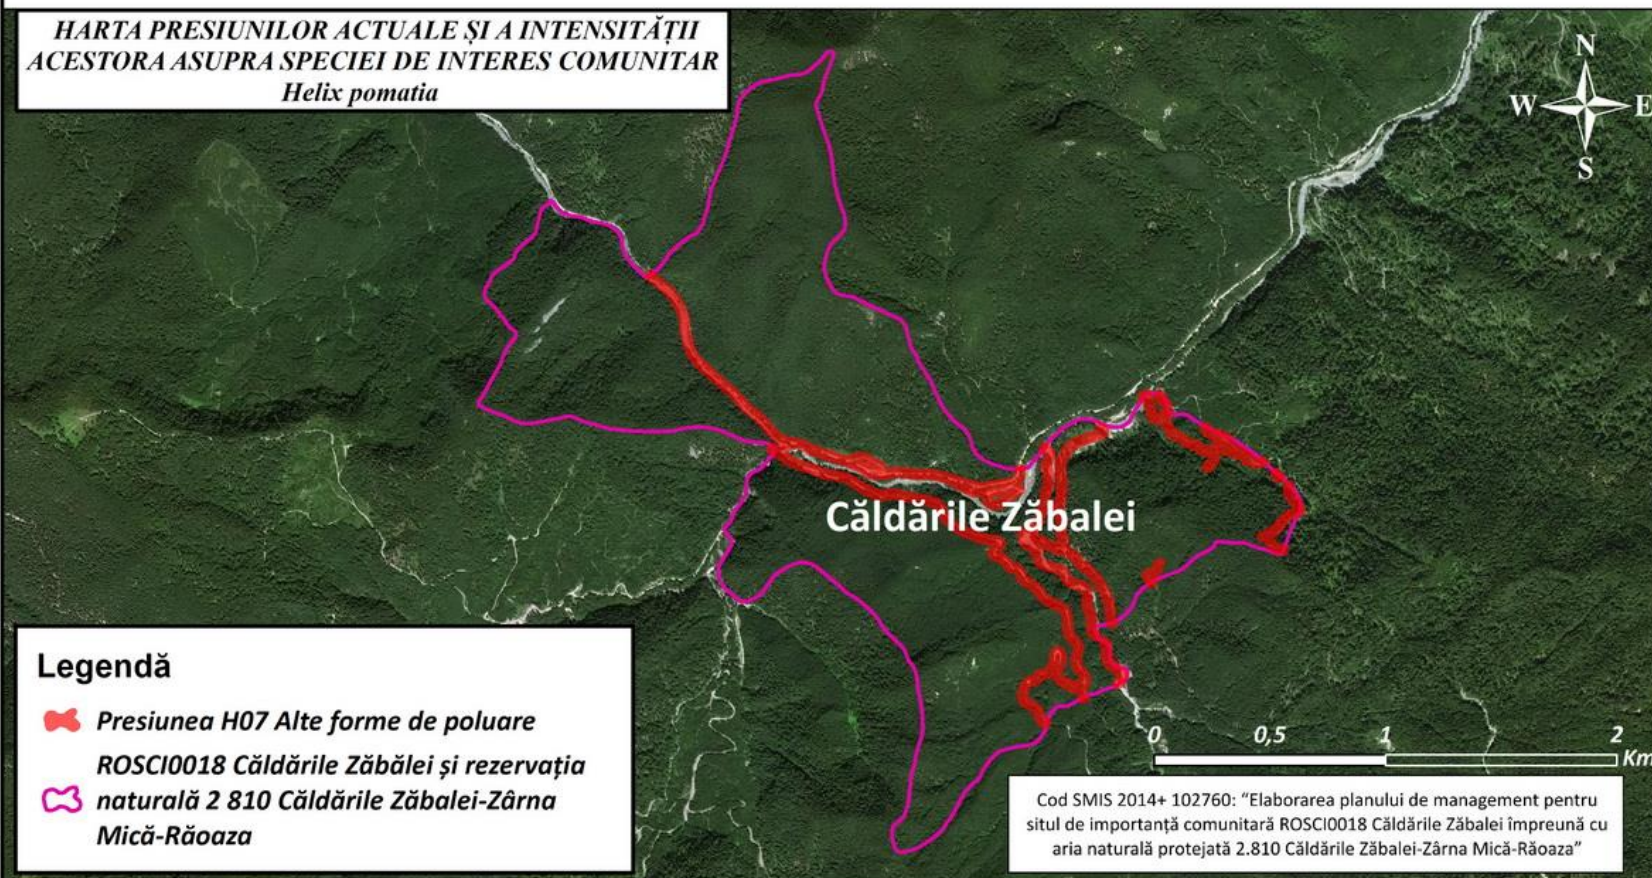 HARTA PRESIUNILOR ACTUALE ȘI A INTENSITĂȚII
ACESTORA ASUPRA SPECIEI DE INTERES COMUNITAR
Helix pomatia
N
W E
S
Căldările Zăbalei
Legendă
Presiunea H07 Alte forme de poluare
ROSCI0018 Căldările Zăbălei și rezervația
naturală 2 810 Căldările Zăbalei-Zârna
Mică-Răoaza
0 0,5 1 2
Km
Cod SMIS 2014+ 102760: “Elaborarea planului de management pentru
situl de importanță comunitară ROSCI0018 Căldările Zăbalei împreună cu
aria naturală protejată 2.810 Căldările Zăbalei-Zârna Mică-Răoaza”